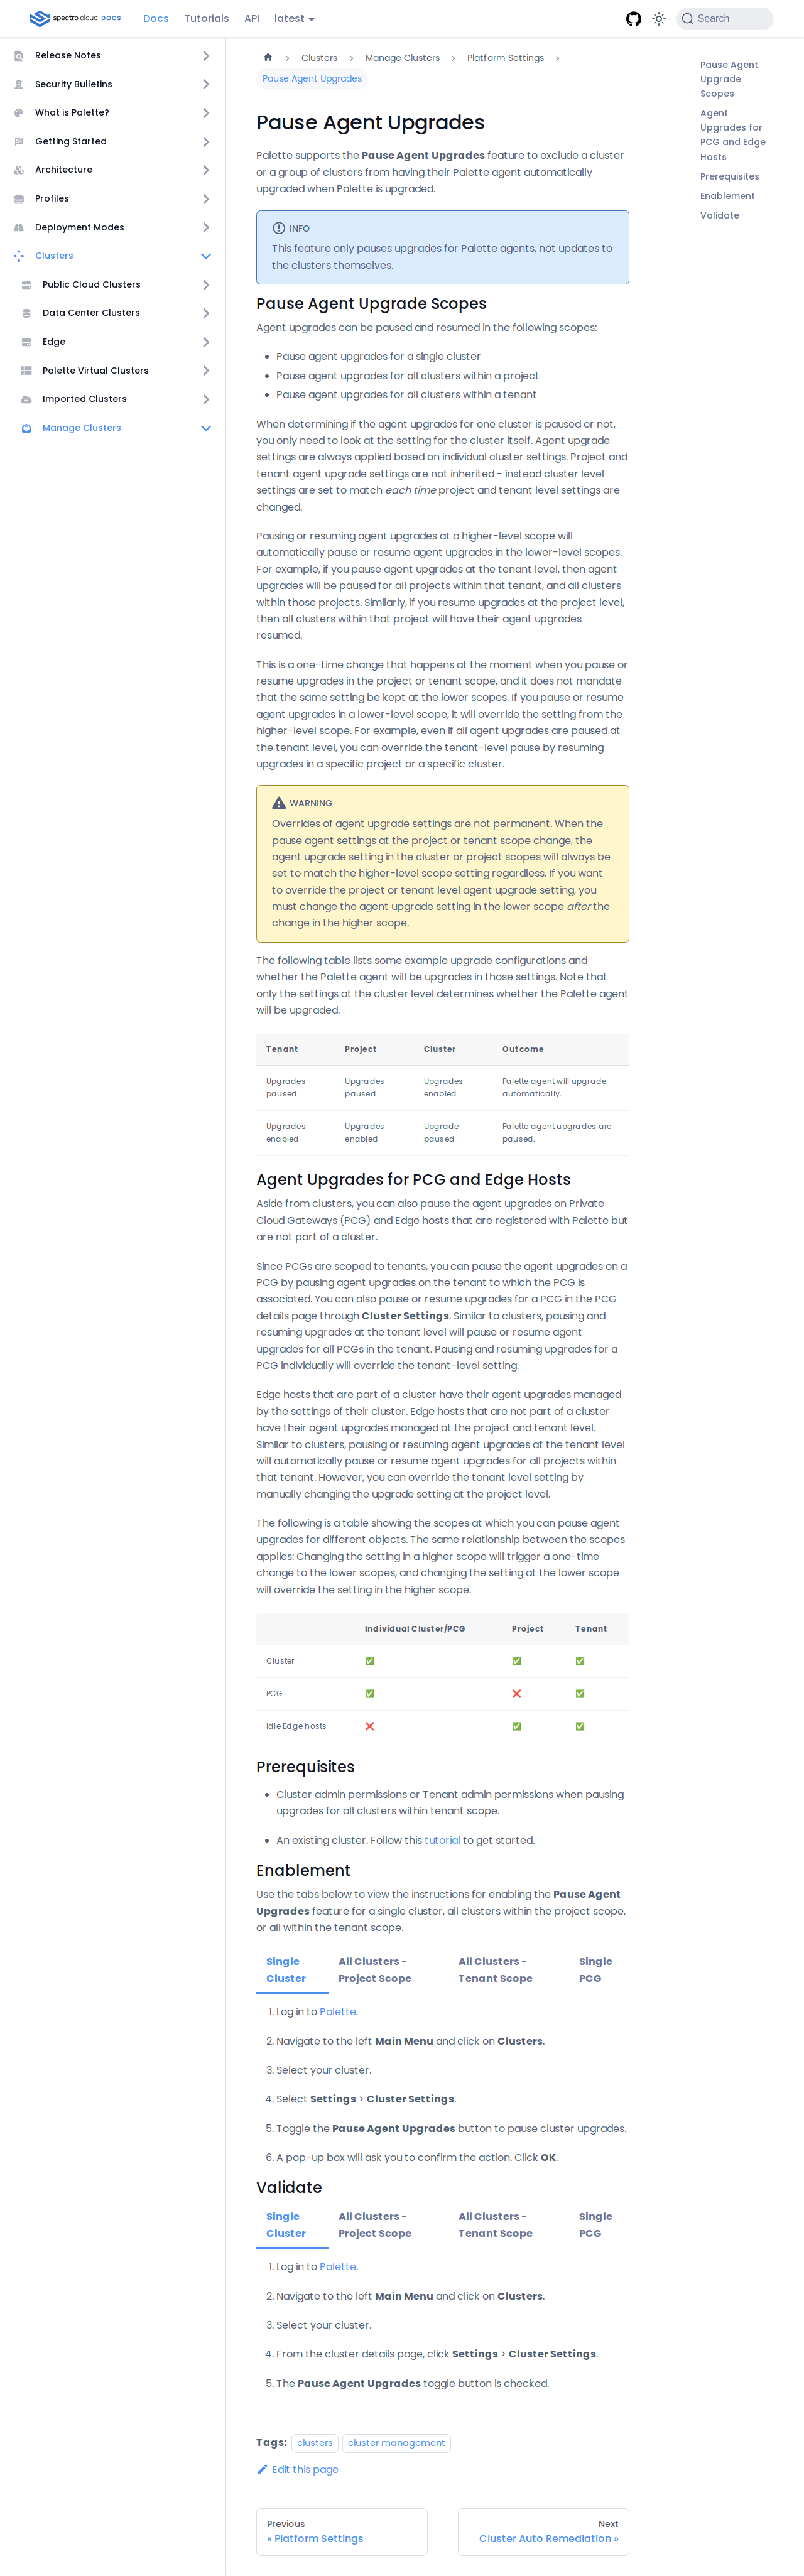 spectro cloud DOCS
Docs
Tutorials
API
latest
Search
Release Notes
Security Bulletins
What is Palette?
Getting Started
Architecture
Profiles
Deployment Modes
Clusters
Public Cloud Clusters
Data Center Clusters
Edge
Palette Virtual Clusters
Imported Clusters
Manage Clusters
Clusters
Manage Clusters
Platform Settings
Pause Agent Upgrades
Pause Agent Upgrades
Palette supports the Pause Agent Upgrades feature to exclude a cluster
or a group of clusters from having their Palette agent automatically
upgraded when Palette is upgraded.
INFO
This feature only pauses upgrades for Palette agents, not updates to
the clusters themselves.
Pause Agent Upgrade Scopes
Agent upgrades can be paused and resumed in the following scopes:
Pause agent upgrades for a single cluster
Pause agent upgrades for all clusters within a project
Pause agent upgrades for all clusters within a tenant
When determining if the agent upgrades for one cluster is paused or not,
you only need to look at the setting for the cluster itself. Agent upgrade
settings are always applied based on individual cluster settings. Project and
tenant agent upgrade settings are not inherited - instead cluster level
settings are set to match each time project and tenant level settings are
changed.
Pausing or resuming agent upgrades at a higher-level scope will
automatically pause or resume agent upgrades in the lower-level scopes.
For example, if you pause agent upgrades at the tenant level, then agent
upgrades will be paused for all projects within that tenant, and all clusters
within those projects. Similarly, if you resume upgrades at the project level,
then all clusters within that project will have their agent upgrades
resumed.
This is a one-time change that happens at the moment when you pause or
resume upgrades in the project or tenant scope, and it does not mandate
that the same setting be kept at the lower scopes. If you pause or resume
agent upgrades in a lower-level scope, it will override the setting from the
higher-level scope. For example, even if all agent upgrades are paused at
the tenant level, you can override the tenant-level pause by resuming
upgrades in a specific project or a specific cluster.
WARNING
Overrides of agent upgrade settings are not permanent. When the
pause agent settings at the project or tenant scope change, the
agent upgrade setting in the cluster or project scopes will always be
set to match the higher-level scope setting regardless. If you want
to override the project or tenant level agent upgrade setting, you
must change the agent upgrade setting in the lower scope after the
change in the higher scope.
The following table lists some example upgrade configurations and
whether the Palette agent will be upgrades in those settings. Note that
only the settings at the cluster level determines whether the Palette agent
will be upgraded.
Tenant Project Cluster Outcome
Upgrades paused Upgrades paused Upgrades enabled Palette agent will upgrade automatically.
Upgrades enabled Upgrades enabled Upgrade paused Palette agent upgrades are paused.
Agent Upgrades for PCG and Edge Hosts
Aside from clusters, you can also pause the agent upgrades on Private
Cloud Gateways (PCG) and Edge hosts that are registered with Palette but
are not part of a cluster.
Since PCGs are scoped to tenants, you can pause the agent upgrades on a
PCG by pausing agent upgrades on the tenant to which the PCG is
associated. You can also pause or resume upgrades for a PCG in the PCG
details page through Cluster Settings. Similar to clusters, pausing and
resuming upgrades at the tenant level will pause or resume agent
upgrades for all PCGs in the tenant. Pausing and resuming upgrades for a
PCG individually will override the tenant-level setting.
Edge hosts that are part of a cluster have their agent upgrades managed
by the settings of their cluster. Edge hosts that are not part of a cluster
have their agent upgrades managed at the project and tenant level.
Similar to clusters, pausing or resuming agent upgrades at the tenant level
will automatically pause or resume agent upgrades for all projects within
that tenant. However, you can override the tenant level setting by
manually changing the upgrade setting at the project level.
The following is a table showing the scopes at which you can pause agent
upgrades for different objects. The same relationship between the scopes
applies: Changing the setting in a higher scope will trigger a one-time
change to the lower scopes, and changing the setting at the lower scope
will override the setting in the higher scope.
Individual Cluster/PCG Project Tenant
Cluster ✅ ✅ ✅
PCG ✅ ❌ ✅
Idle Edge hosts ❌ ✅ ✅
Prerequisites
Cluster admin permissions or Tenant admin permissions when pausing
upgrades for all clusters within tenant scope.
An existing cluster. Follow this tutorial to get started.
Enablement
Use the tabs below to view the instructions for enabling the Pause Agent
Upgrades feature for a single cluster, all clusters within the project scope,
or all within the tenant scope.
Single Cluster
All Clusters - Project Scope
All Clusters - Tenant Scope
Single PCG
1. Log in to Palette.
2. Navigate to the left Main Menu and click on Clusters.
3. Select your cluster.
4. Select Settings > Cluster Settings.
5. Toggle the Pause Agent Upgrades button to pause cluster upgrades.
6. A pop-up box will ask you to confirm the action. Click OK.
Validate
Single Cluster
All Clusters - Project Scope
All Clusters - Tenant Scope
Single PCG
1. Log in to Palette.
2. Navigate to the left Main Menu and click on Clusters.
3. Select your cluster.
4. From the cluster details page, click Settings > Cluster Settings.
5. The Pause Agent Upgrades toggle button is checked.
Tags: clusters cluster management
Edit this page
Previous
« Platform Settings
Next
Cluster Auto Remediation »
Pause Agent
Upgrade
Scopes
Agent
Upgrades for
PCG and Edge
Hosts
Prerequisites
Enablement
Validate